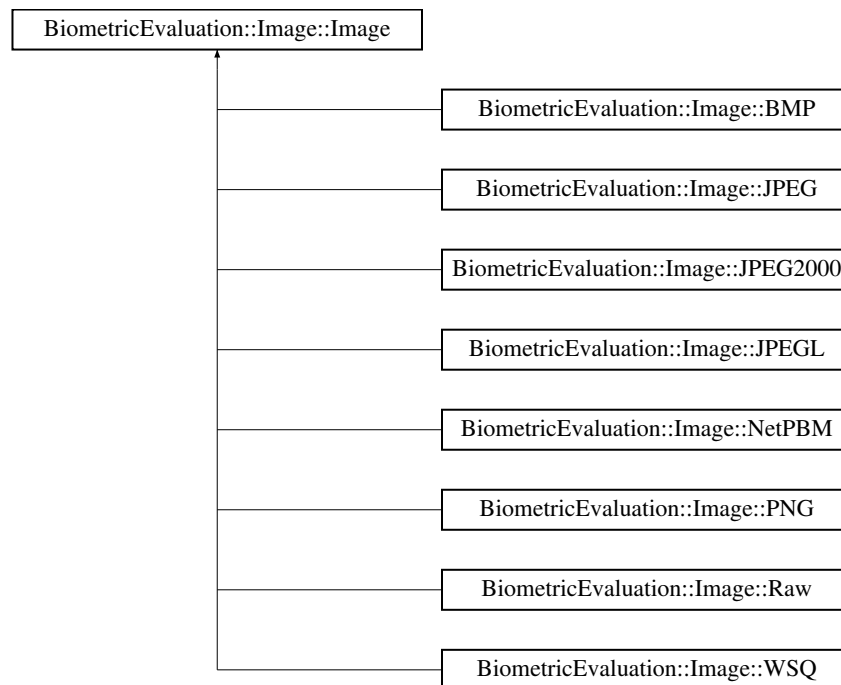 BiometricEvaluation::Image::Image
BiometricEvaluation::Image::BMP
BiometricEvaluation::Image::JPEG
BiometricEvaluation::Image::JPEG2000
BiometricEvaluation::Image::JPEGL
BiometricEvaluation::Image::NetPBM
BiometricEvaluation::Image::PNG
BiometricEvaluation::Image::Raw
BiometricEvaluation::Image::WSQ